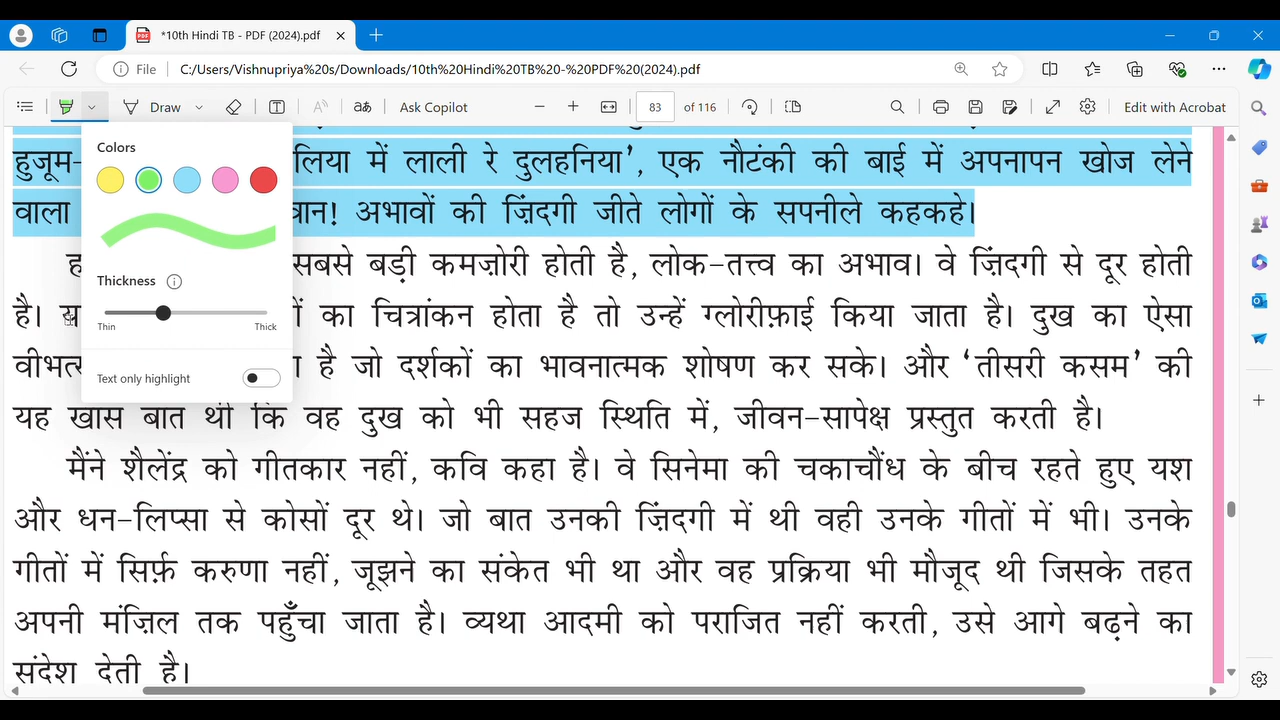 *10th Hindi TB - PDF (2024).pdf
File C:/Users/Vishnupriya%20s/Downloads/10th%20Hindi%20TB%20-%20PDF%20(2024).pdf
Draw aあ Ask Copilot 83 of 116 Edit with Acrobat
Colors
Thickness
Thin Thick
Text only highlight
हुजूम- लिया में लाली रे दुलहनिया', एक नौटंकी की बाई में अपनापन खोज लेने
वाला अभावों की ज़िंदगी जीते लोगों के सपनीले कहकहे।
सबसे बड़ी कमज़ोरी होती है, लोक-तत्त्व का अभाव। वे ज़िंदगी से दूर होती
है। का चित्रांकन होता है तो उन्हें ग्लोरीफ़ाई किया जाता है। दुख का ऐसा
है जो दर्शकों का भावनात्मक शोषण कर सके। और 'तीसरी कसम' की
यह खास बात थी कि वह दुख को भी सहज स्थिति में, जीवन-सापेक्ष प्रस्तुत करती है।
मैंने शैलेंद्र को गीतकार नहीं, कवि कहा है। वे सिनेमा की चकाचौंध के बीच रहते हुए यश
और धन-लिप्सा से कोसों दूर थे। जो बात उनकी ज़िंदगी में थी वही उनके गीतों में भी। उनके
गीतों में सिर्फ़ करुणा नहीं, जूझने का संकेत भी था और वह प्रक्रिया भी मौजूद थी जिसके तहत
अपनी मंज़िल तक पहुँचा जाता है। व्यथा आदमी को पराजित नहीं करती, उसे आगे बढ़ने का
संदेश देती है।